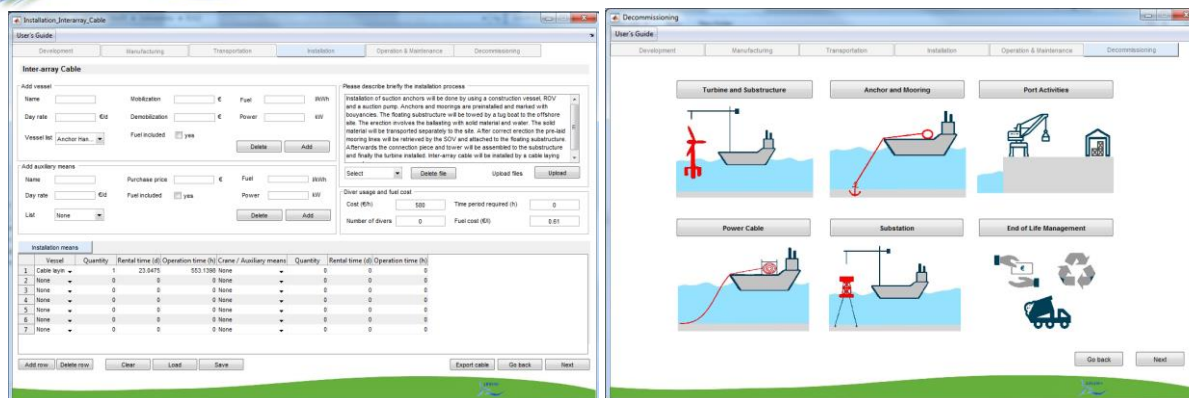 Installation_Interarray_Cable
User's Guide
Development Manufacturing Transportation Installation Operation & Maintenance Decommissioning
Inter-array Cable
Add vessel
Name Mobilization € Fuel l/kWh
Day rate €/d Demobilization € Power kW
Vessel list Anchor Han... Fuel included yes
Delete Add
Add auxiliary means
Name Purchase price € Fuel l/kWh
Day rate €/d Fuel included yes Power kW
List None Delete Add
Please describe briefly the installation process
Installation of suction anchors will be done by using a construction vessel, ROV
and a suction pump. Anchors and moorings are preinstalled and marked with
bouyancies. The floating substructure will be towed by a tug boat to the offshore
site. The erection involves the ballasting with solid material and water. The solid
material will be transported separately to the site. After correct erection the pre-laid
mooring lines will be retrieved by the SOV and attached to the floating substructure.
Afterwards the connection piece and tower will be assembled to the substructure
and finally the turbine installed. Inter-array cable will be installed by a cable laying
Select Delete file Upload files Upload
Diver usage and fuel cost
Cost (€/h) 500 Time period required (h) 0
Number of divers 0 Fuel cost (€/l) 0.61
Installation means
Vessel Quantity Rental time (d) Operation time (h) Crane / Auxiliary means Quantity Rental time (d) Operation time (h)
1 Cable layin 1 23.0475 553.1398 None 0 0 0
2 None 0 0 0 None 0 0 0
3 None 0 0 0 None 0 0 0
4 None 0 0 0 None 0 0 0
5 None 0 0 0 None 0 0 0
6 None 0 0 0 None 0 0 0
7 None 0 0 0 None 0 0 0
Add row Delete row Clear Load Save Export cable Go back Next
Decommissioning
User's Guide
Development Manufacturing Transportation Installation Operation & Maintenance Decommissioning
Turbine and Substructure Anchor and Mooring Port Activities
Power Cable Substation End of Life Management
€
Go back Next